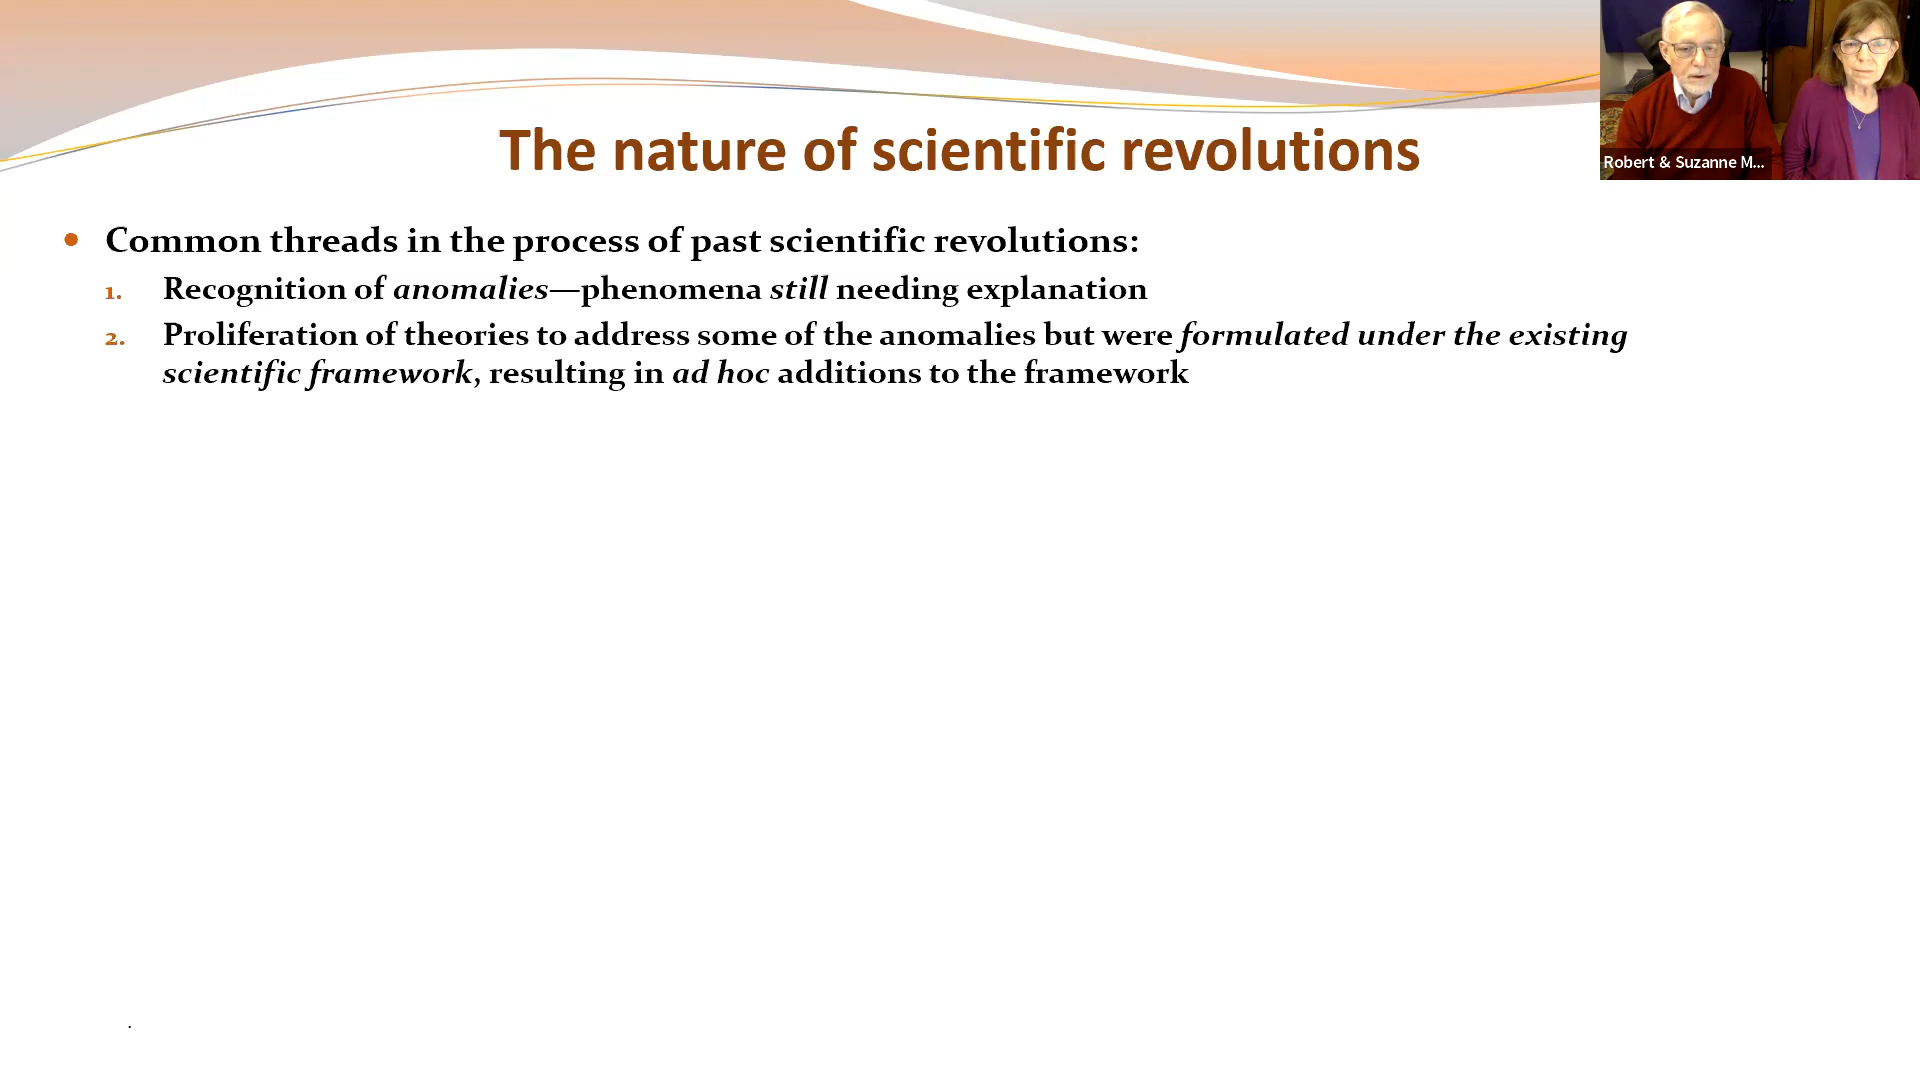 The nature of scientific revolutions
Robert & Suzanne M...
• Common threads in the process of past scientific revolutions:
1. Recognition of anomalies—phenomena still needing explanation
2. Proliferation of theories to address some of the anomalies but were formulated under the existing
scientific framework, resulting in ad hoc additions to the framework
.